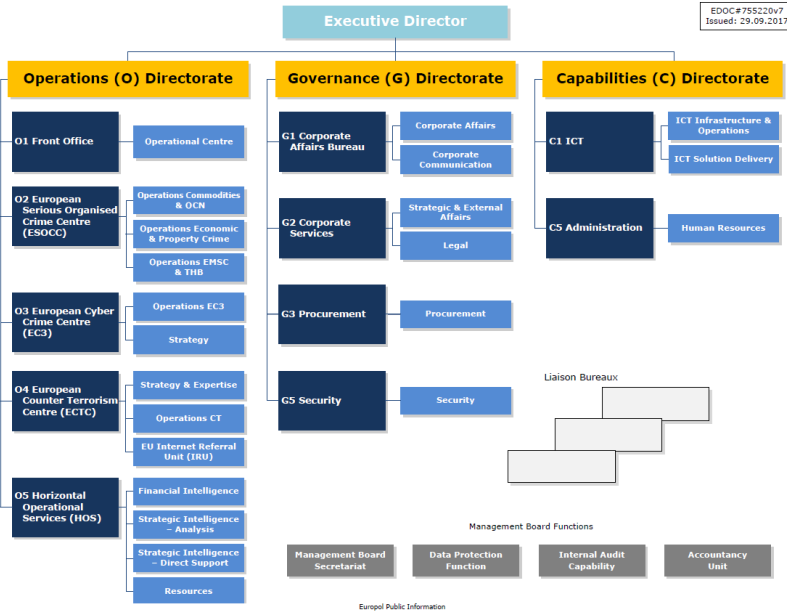 EDOC#755220v7
Issued: 29.09.2017
Executive Director
Operations (O) Directorate
Governance (G) Directorate
Capabilities (C) Directorate
O1 Front Office
Operational Centre
O2 European
Serious Organised
Crime Centre
(ESOCC)
Operations Commodities
& OCN
Operations Economic
& Property Crime
Operations EMSC
& THB
O3 European Cyber
Crime Centre
(EC3)
Operations EC3
Strategy
O4 European
Counter Terrorism
Centre (ECTC)
Strategy & Expertise
Operations CT
EU Internet Referral
Unit (IRU)
O5 Horizontal
Operational
Services (HOS)
Financial Intelligence
Strategic Intelligence
– Analysis
Strategic Intelligence
– Direct Support
Resources
G1 Corporate
Affairs Bureau
Corporate Affairs
Corporate
Communication
G2 Corporate
Services
Strategic & External
Affairs
Legal
G3 Procurement
Procurement
G5 Security
Security
C1 ICT
ICT Infrastructure &
Operations
ICT Solution Delivery
C5 Administration
Human Resources
Liaison Bureaux
Management Board Functions
Management Board
Secretariat
Data Protection
Function
Internal Audit
Capability
Accountancy
Unit
Europol Public Information